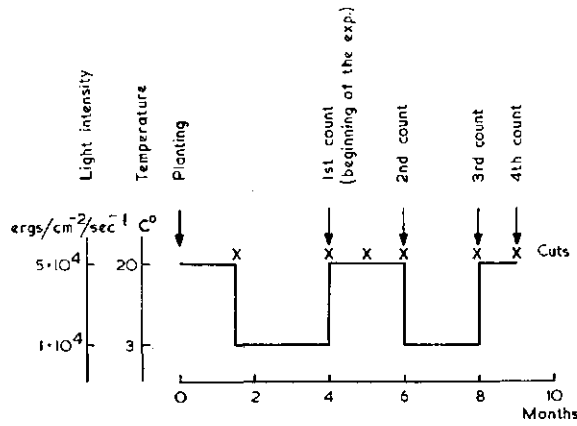 Light intensity
Temperature
Planting
1st count
(beginning of the exp.)
2nd count
3rd count
4th count
ergs/cm⁻²/sec⁻¹ C°
x x x x x x Cuts
5·10⁴ 20
1·10⁴ 3
0 2 4 6 8 10
Months